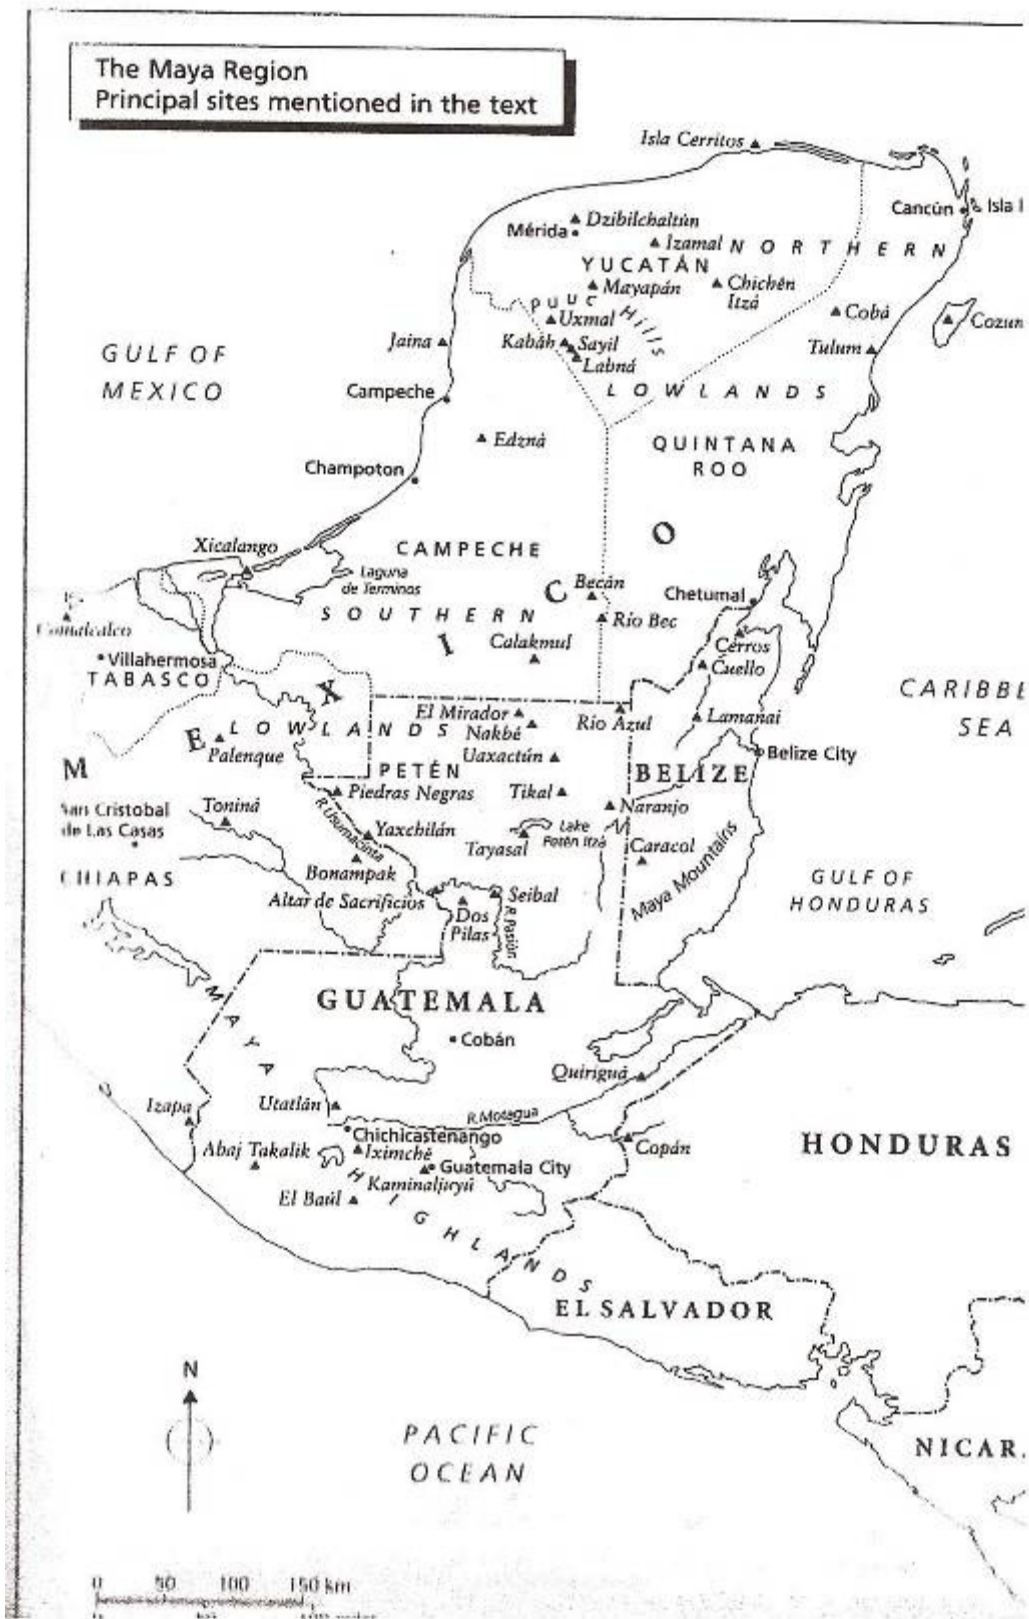 The Maya Region
Principal sites mentioned in the text
Isla Cerritos
Cancún
Isla
Dzibilchaltún
Mérida
Izamal
NORTHERN
YUCATÁN
Mayapán
Chichén
Itzá
PUUC Hills
Uxmal
Cobá
Cozum
Jaina
Kabáh
Sayil
Labná
Tulum
GULF OF
MEXICO
LOWLANDS
Campeche
Edzná
QUINTANA
ROO
Champoton
MEXICO
Xicalango
CAMPECHE
Laguna
de Terminos
Becán
Chetumal
SOUTHERN
Río Bec
Comalcalco
Calakmul
Cerros
Villahermosa
Cuello
TABASCO
CARIBBE
SEA
El Mirador
Río Azul
Lamanai
LOWLANDS
Nakbé
Palenque
Uaxactún
Belize City
PETÉN
BELIZE
Piedras Negras
Tikal
Naranjo
San Cristobal
de Las Casas
Toniná
R.Usumacinta
Yaxchilán
Tayasal
Lake
Petén Itzá
Caracol
Maya Mountains
CHIAPAS
Bonampak
GULF OF
HONDURAS
Altar de Sacrificios
Seibal
Dos
Pilas
R.Pasión
GUATEMALA
MAYA
Cobán
Quiriguá
Izapa
Utatlán
R.Motagua
Chichicastenango
Copán
HONDURAS
Abaj Takalik
Iximché
Guatemala City
Kaminaljuyú
El Baúl
HIGHLANDS
EL SALVADOR
N
PACIFIC
OCEAN
NICAR.
0 50 100 150 km